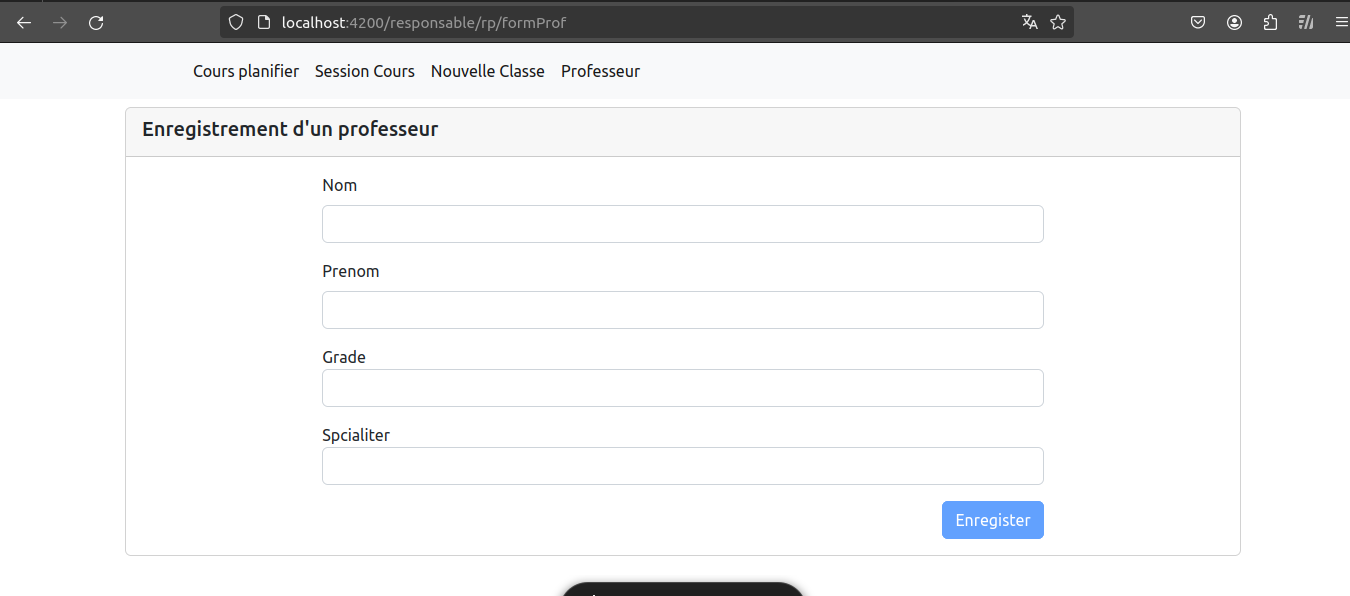 localhost:4200/responsable/rp/formProf
Cours planifier Session Cours Nouvelle Classe Professeur
Enregistrement d'un professeur
Nom
Prenom
Grade
Spcialiter
Enregister